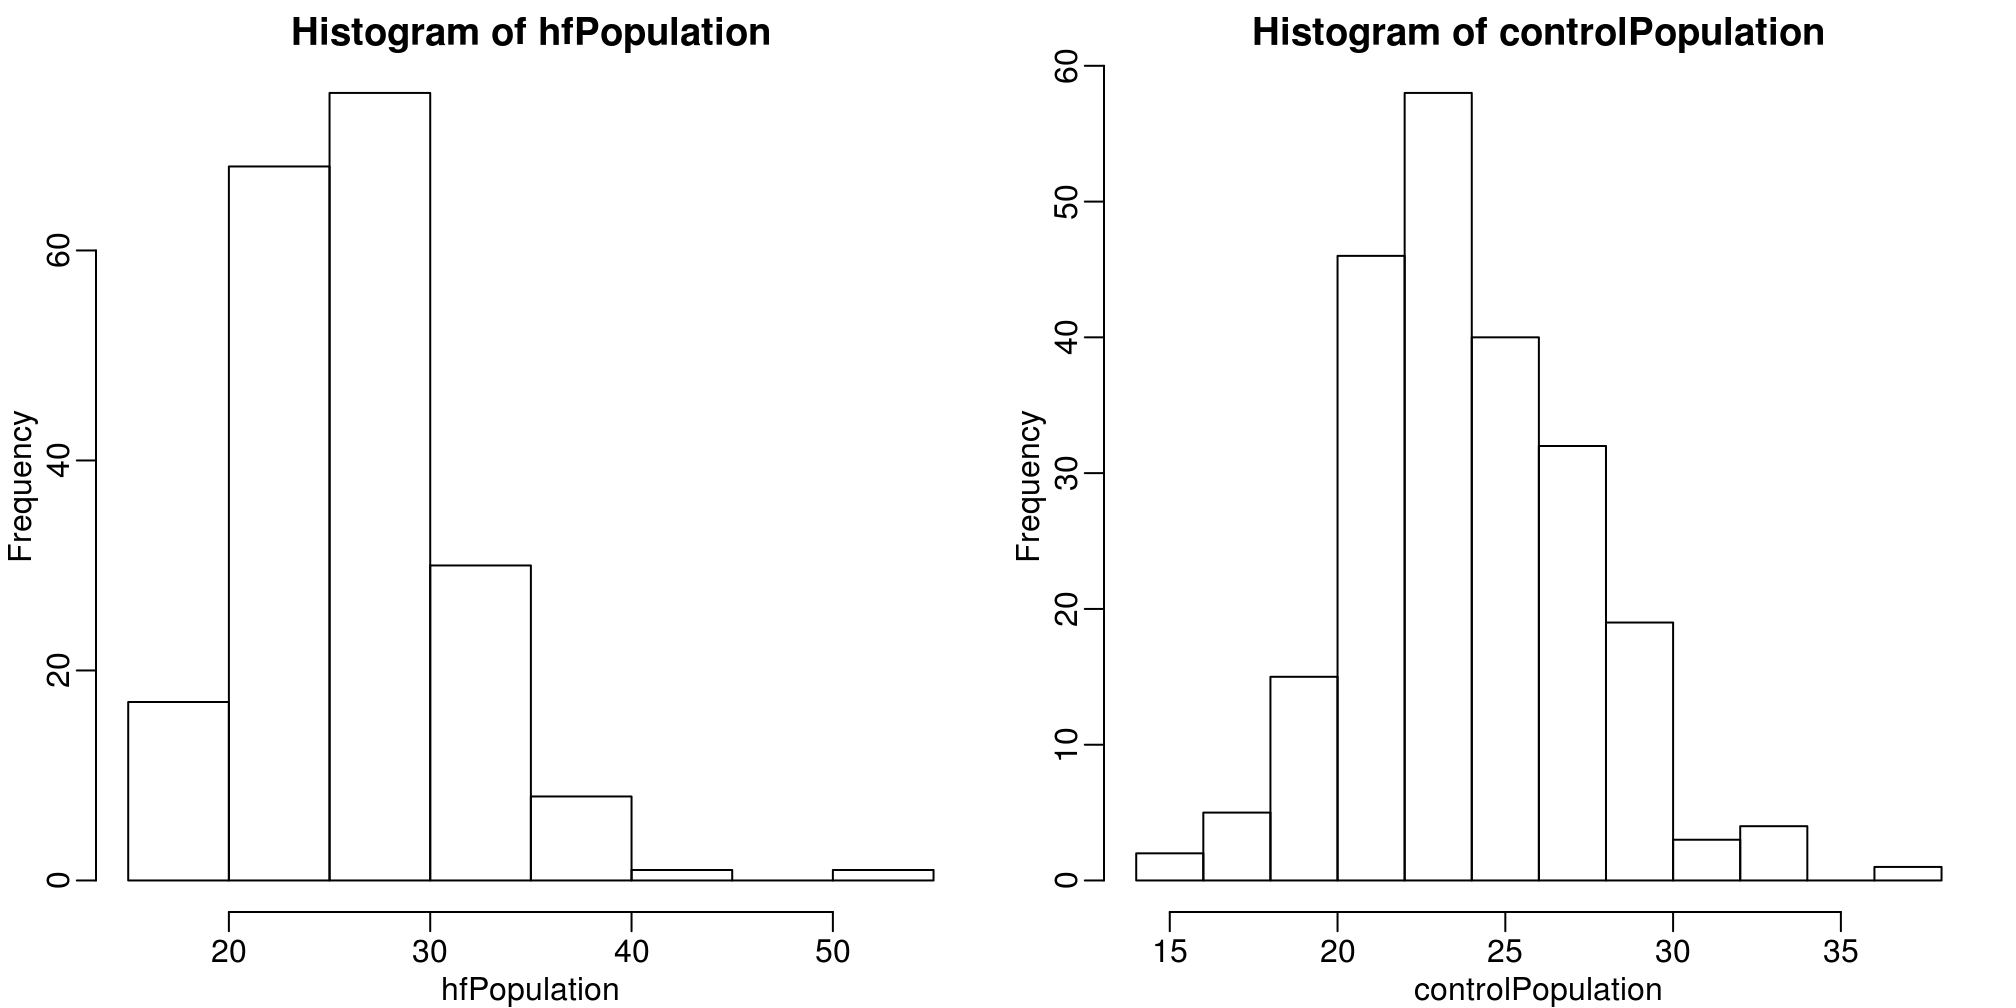 Histogram of hfPopulation
Frequency
60
40
20
0
20 30 40 50
hfPopulation
Histogram of controlPopulation
Frequency
60
50
40
30
20
10
0
15 20 25 30 35
controlPopulation